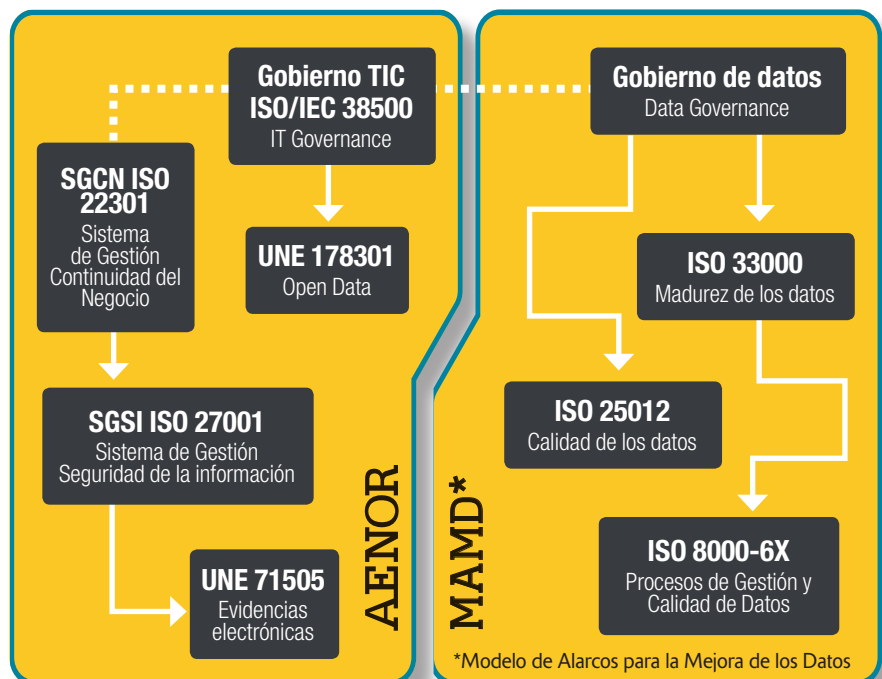 Gobierno TIC
ISO/IEC 38500
IT Governance
SGCN ISO
22301
Sistema
de Gestión
Continuidad del
Negocio
UNE 178301
Open Data
SGSI ISO 27001
Sistema de Gestión
Seguridad de la información
UNE 71505
Evidencias
electrónicas
AENOR
Gobierno de datos
Data Governance
ISO 33000
Madurez de los datos
ISO 25012
Calidad de los datos
ISO 8000-6X
Procesos de Gestión y
Calidad de Datos
MAMD*
*Modelo de Alarcos para la Mejora de los Datos